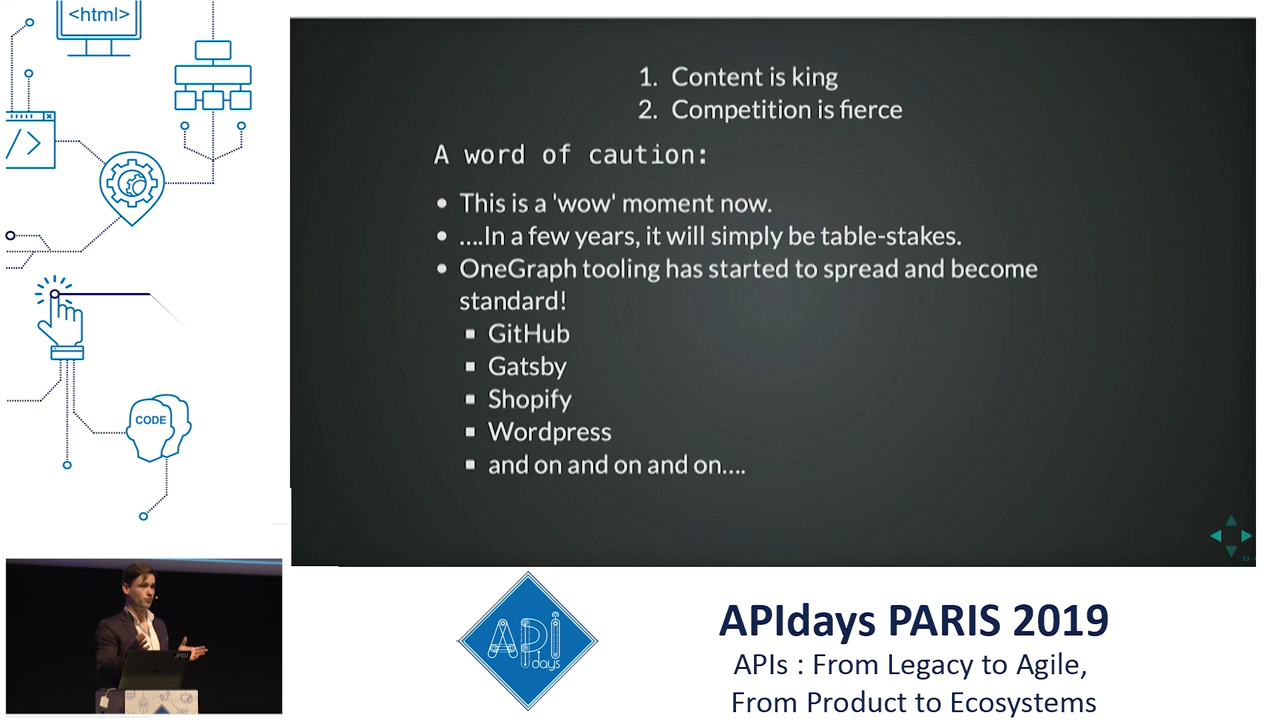 <html>
</>
CODE
1. Content is king
2. Competition is fierce
A word of caution:
• This is a 'wow' moment now.
• ....In a few years, it will simply be table-stakes.
• OneGraph tooling has started to spread and become
standard!
▪ GitHub
▪ Gatsby
▪ Shopify
▪ Wordpress
▪ and on and on and on....
API
days
APIdays PARIS 2019
APIs : From Legacy to Agile,
From Product to Ecosystems